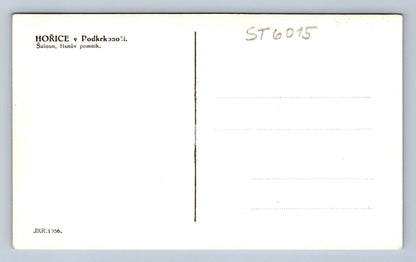 HOŘICE v Podkrkonoší.
Šaloun, Husův pomník.
ST6015